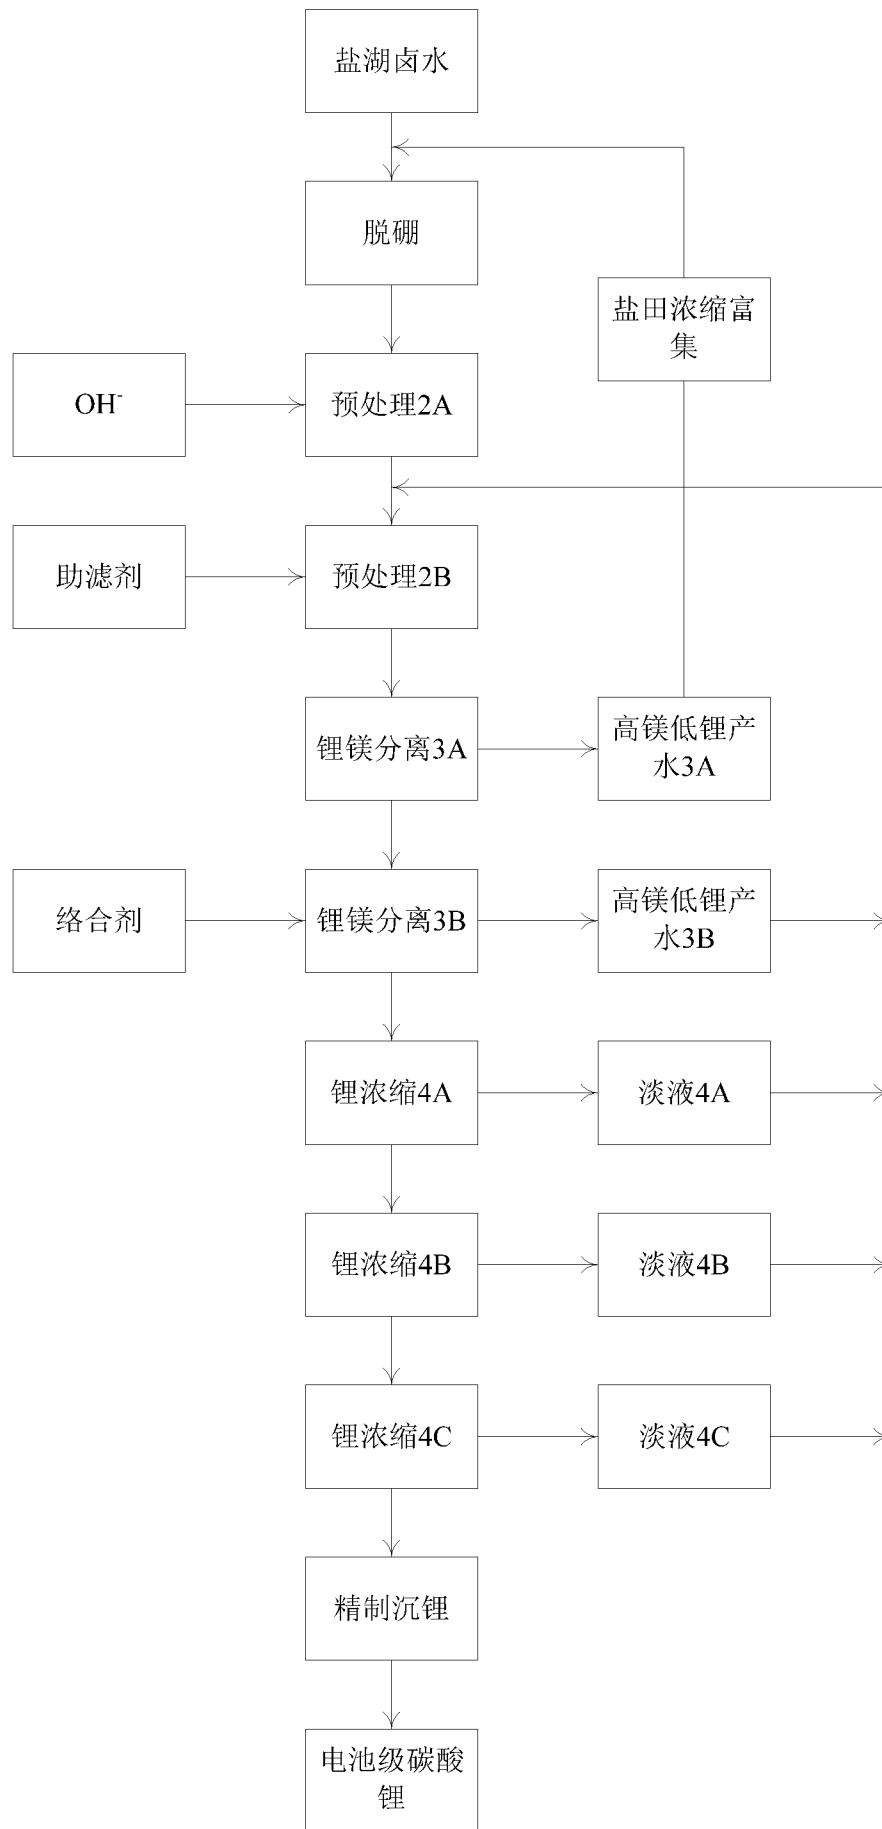 盐湖卤水
脱硼
盐田浓缩富
集
OH⁻
预处理2A
助滤剂
预处理2B
锂镁分离3A
高镁低锂产
水3A
络合剂
锂镁分离3B
高镁低锂产
水3B
锂浓缩4A
淡液4A
锂浓缩4B
淡液4B
锂浓缩4C
淡液4C
精制沉锂
电池级碳酸
锂